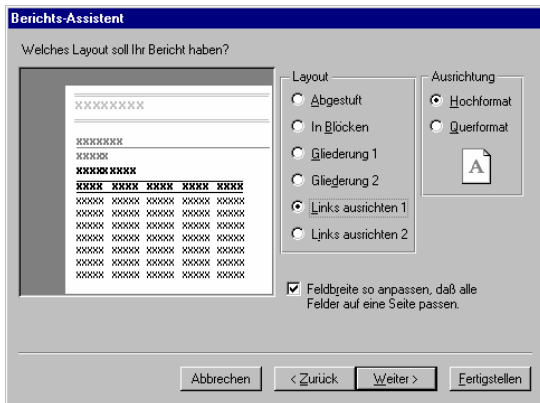 Berichts-Assistent
Welches Layout soll Ihr Bericht haben?
XXXXXXXX
XXXXXXX
XXXXX
XXXXX XXXX
XXXX XXXX XXXX XXXX XXXX
XXXXX XXXXX XXXXX XXXXX XXXXX
XXXXX XXXXX XXXXX XXXXX XXXXX
XXXXX XXXXX XXXXX XXXXX XXXXX
XXXXX XXXXX XXXXX XXXXX XXXXX
XXXXX XXXXX XXXXX XXXXX XXXXX
XXXXX XXXXX XXXXX XXXXX XXXXX
XXXXX XXXXX XXXXX XXXXX XXXXX
Layout
Abgestuft
In Blöcken
Gliederung 1
Gliederung 2
Links ausrichten 1
Links ausrichten 2
Ausrichtung
Hochformat
Querformat
A
Feldbreite so anpassen, daß alle
Felder auf eine Seite passen.
Abbrechen
< Zurück
Weiter >
Fertigstellen